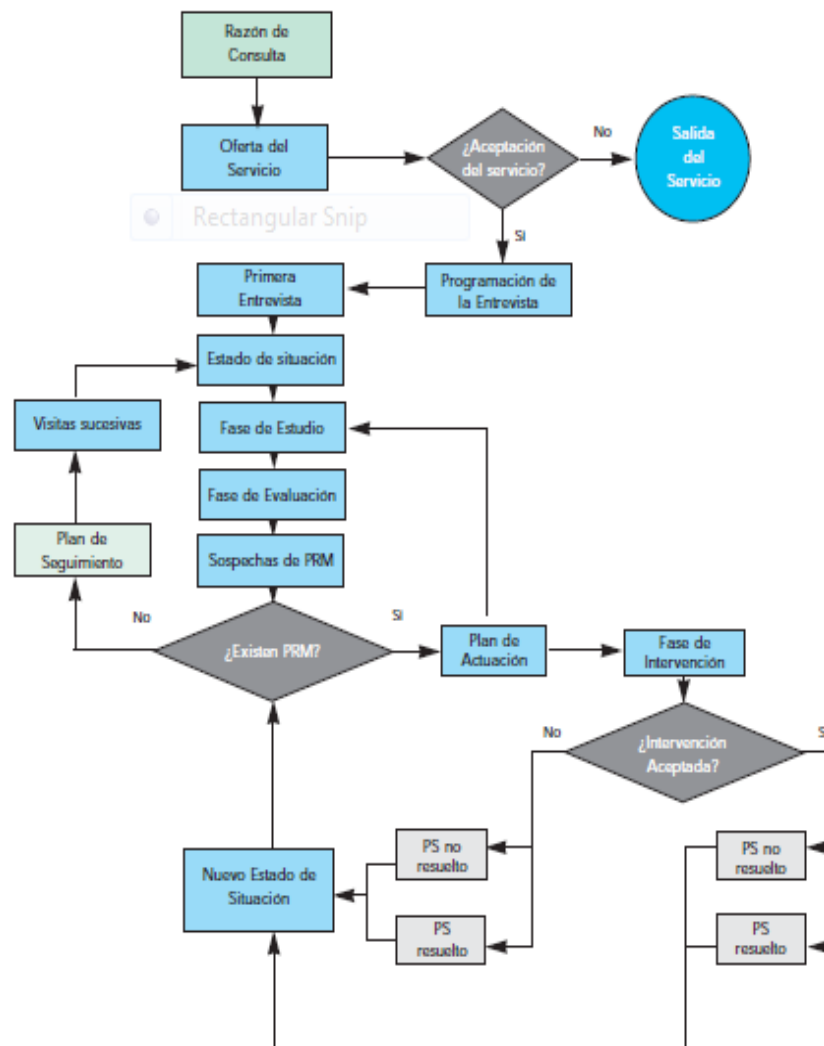 Razón de
Consulta
Oferta del
Servicio
¿Aceptación
del servicio?
No
Salida
del
Servicio
Rectangular Snip
Si
Primera
Entrevista
Programación de
la Entrevista
Estado de situación
Visitas sucesivas
Fase de Estudio
Fase de Evaluación
Plan de
Seguimiento
Sospechas de PRM
No
¿Existen PRM?
Si
Plan de
Actuación
Fase de
Intervención
No
¿Intervención
Aceptada?
S
PS no
resuelto
PS no
resuelto
Nuevo Estado de
Situación
PS
resuelto
PS
resuelto